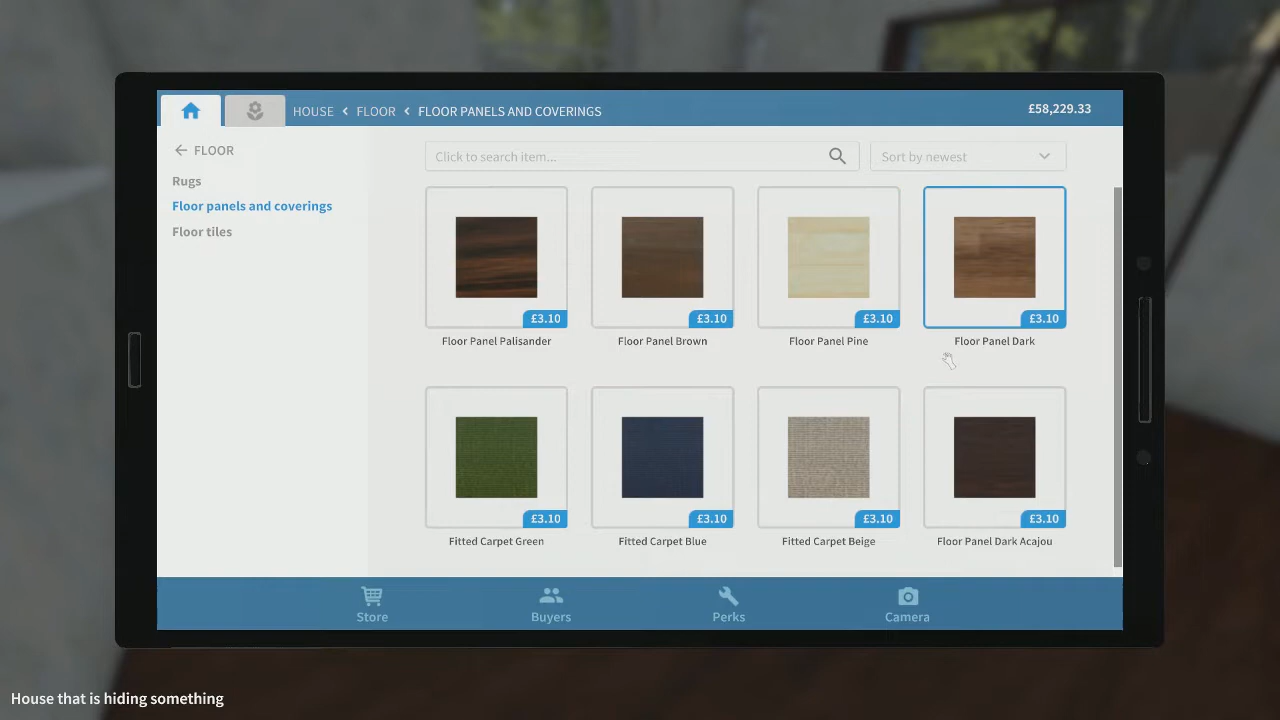 HOUSE < FLOOR < FLOOR PANELS AND COVERINGS
£58,229.33
← FLOOR
Rugs
Floor panels and coverings
Floor tiles
Click to search item...
Sort by newest
£3.10 £3.10 £3.10 £3.10
Floor Panel Palisander Floor Panel Brown Floor Panel Pine Floor Panel Dark
£3.10 £3.10 £3.10 £3.10
Fitted Carpet Green Fitted Carpet Blue Fitted Carpet Beige Floor Panel Dark Acajou
Store Buyers Perks Camera
House that is hiding something